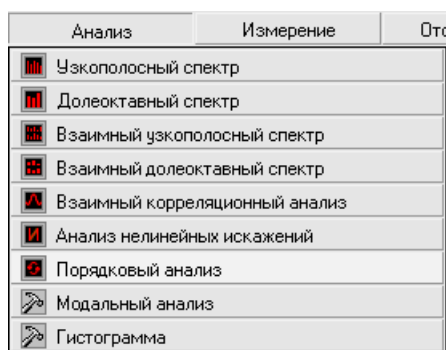 Анализ Измерение Ото
Узкополосный спектр
Долеоктавный спектр
Взаимный узкополосный спектр
Взаимный долеоктавный спектр
Взаимный корреляционный анализ
Анализ нелинейных искажений
Порядковый анализ
Модальный анализ
Гистограмма